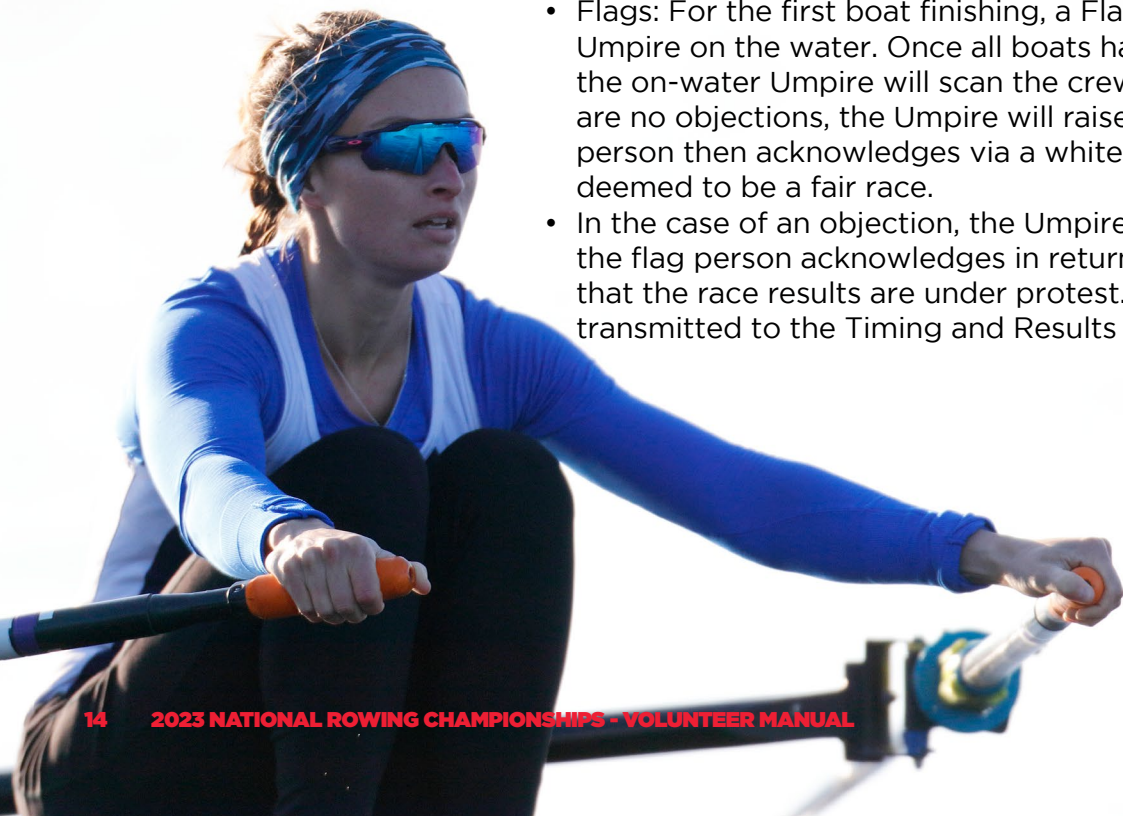 • Flags: For the first boat finishing, a
Umpire on the water. Once all boats
the on-water Umpire will scan the
are no objections, the Umpire will raise
person then acknowledges via a white
deemed to be a fair race.
• In the case of an objection, the Umpire
the flag person acknowledges in return
that the race results are under protest.
transmitted to the Timing and Results
14 2023 NATIONAL ROWING CHAMPIONSHIPS - VOLUNTEER MANUAL